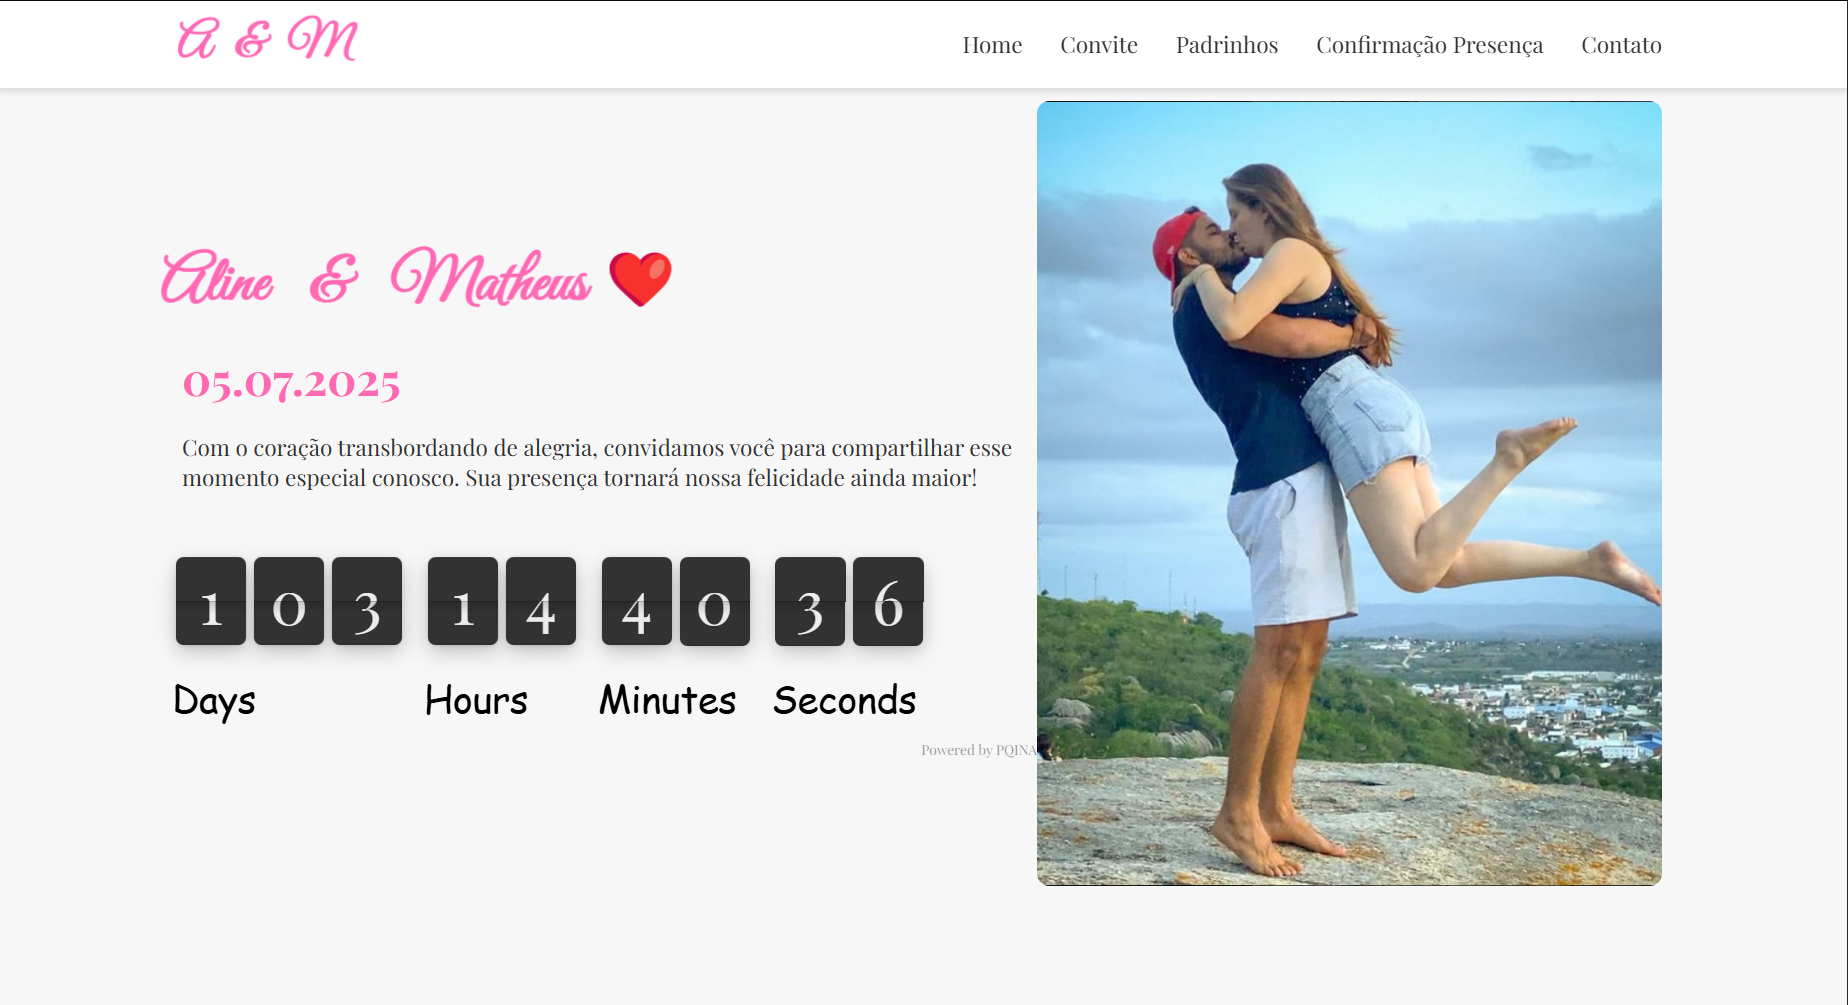 A & M
Home Convite Padrinhos Confirmação Presença Contato
Aline & Matheus ❤️
05.07.2025
Com o coração transbordando de alegria, convidamos você para compartilhar esse
momento especial conosco. Sua presença tornará nossa felicidade ainda maior!
103 14 40 36
Days Hours Minutes Seconds
Powered by PQINA